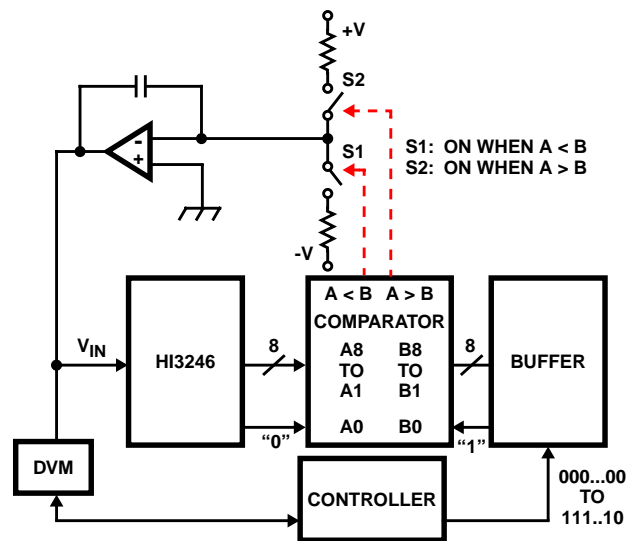 +V
S2
-
+
S1
S1: ON WHEN A < B
S2: ON WHEN A > B
-V
A < B A > B
COMPARATOR
VIN
HI3246
8
A8
TO
A1
B8
TO
B1
8
BUFFER
“0”
A0
B0
“1”
DVM
CONTROLLER
000...00
TO
111..10